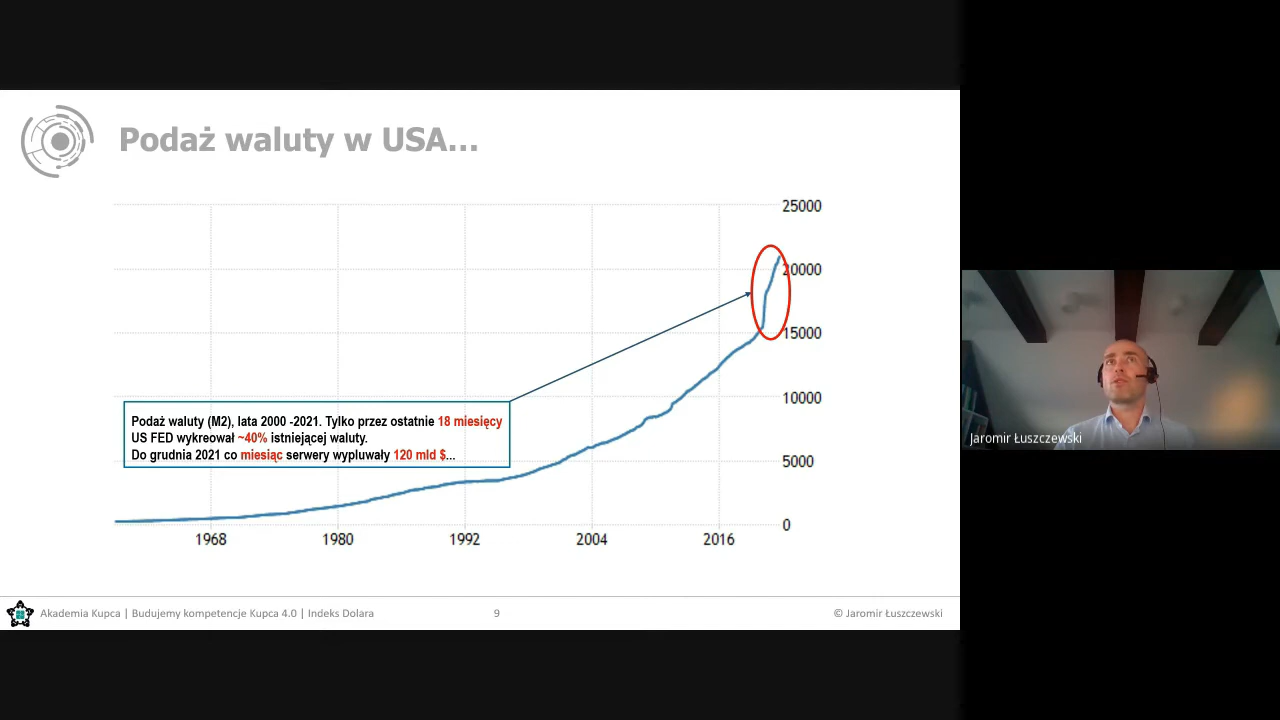 Podaż waluty w USA...
25000
20000
15000
10000
5000
0
Podaż waluty (M2), lata 2000 -2021. Tylko przez ostatnie 18 miesięcy
US FED wykreował ~40% istniejącej waluty.
Do grudnia 2021 co miesiąc serwery wypluwały 120 mld $...
1968 1980 1992 2004 2016
Akademia Kupca | Budujemy kompetencje Kupca 4.0 | Indeks Dolara 9 © Jaromir Łuszczewski
Jaromir Łuszczewski